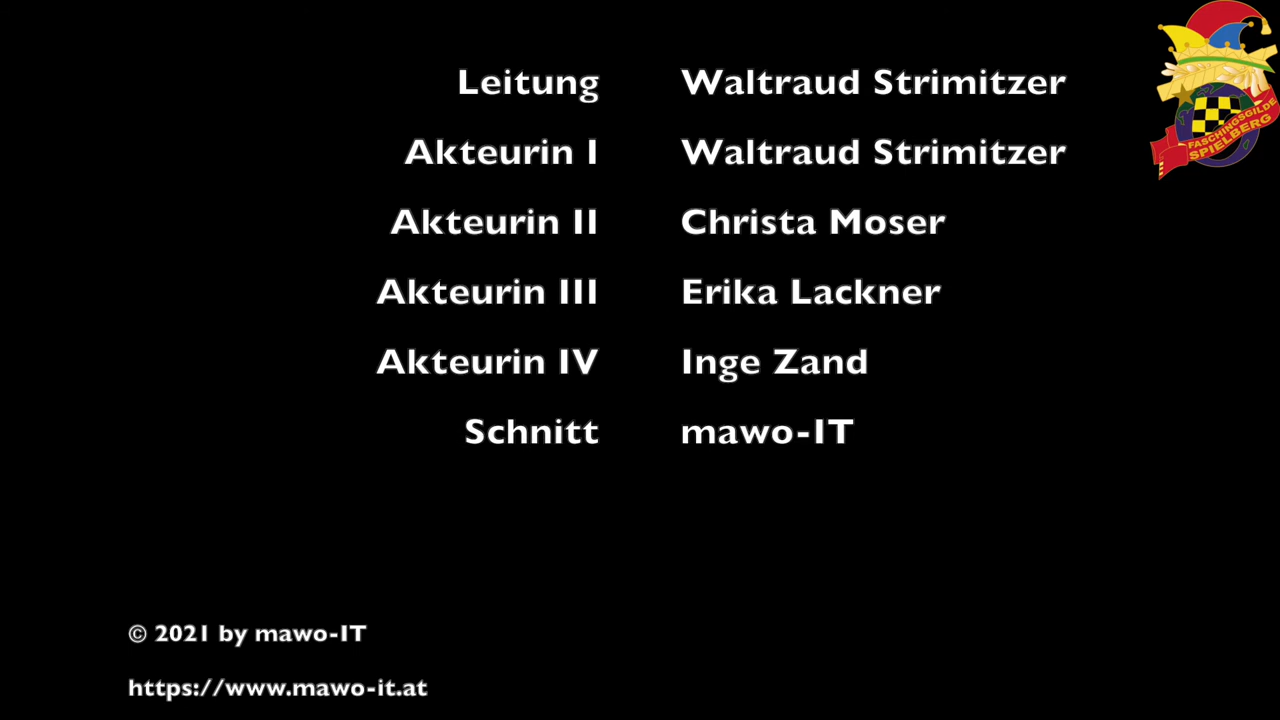 Leitung Waltraud Strimitzer
Akteurin I Waltraud Strimitzer
Akteurin II Christa Moser
Akteurin III Erika Lackner
Akteurin IV Inge Zand
Schnitt mawo-IT
FASCHINGSGILDE
SPIELBERG
© 2021 by mawo-IT
https://www.mawo-it.at